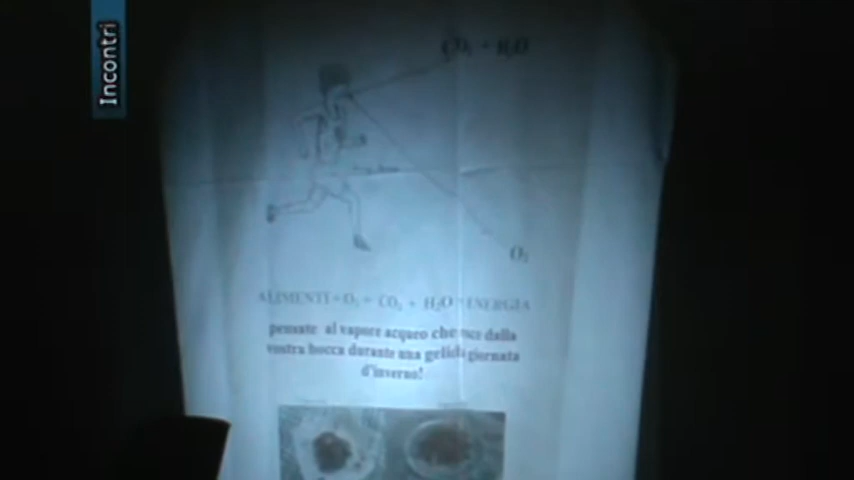 Incontri
CO₂ + H₂O
O₂
ALIMENTI + O₂ = CO₂ + H₂O + ENERGIA
pensate al vapore acqueo che esce dalla
vostra bocca durante una gelida giornata
d'inverno!